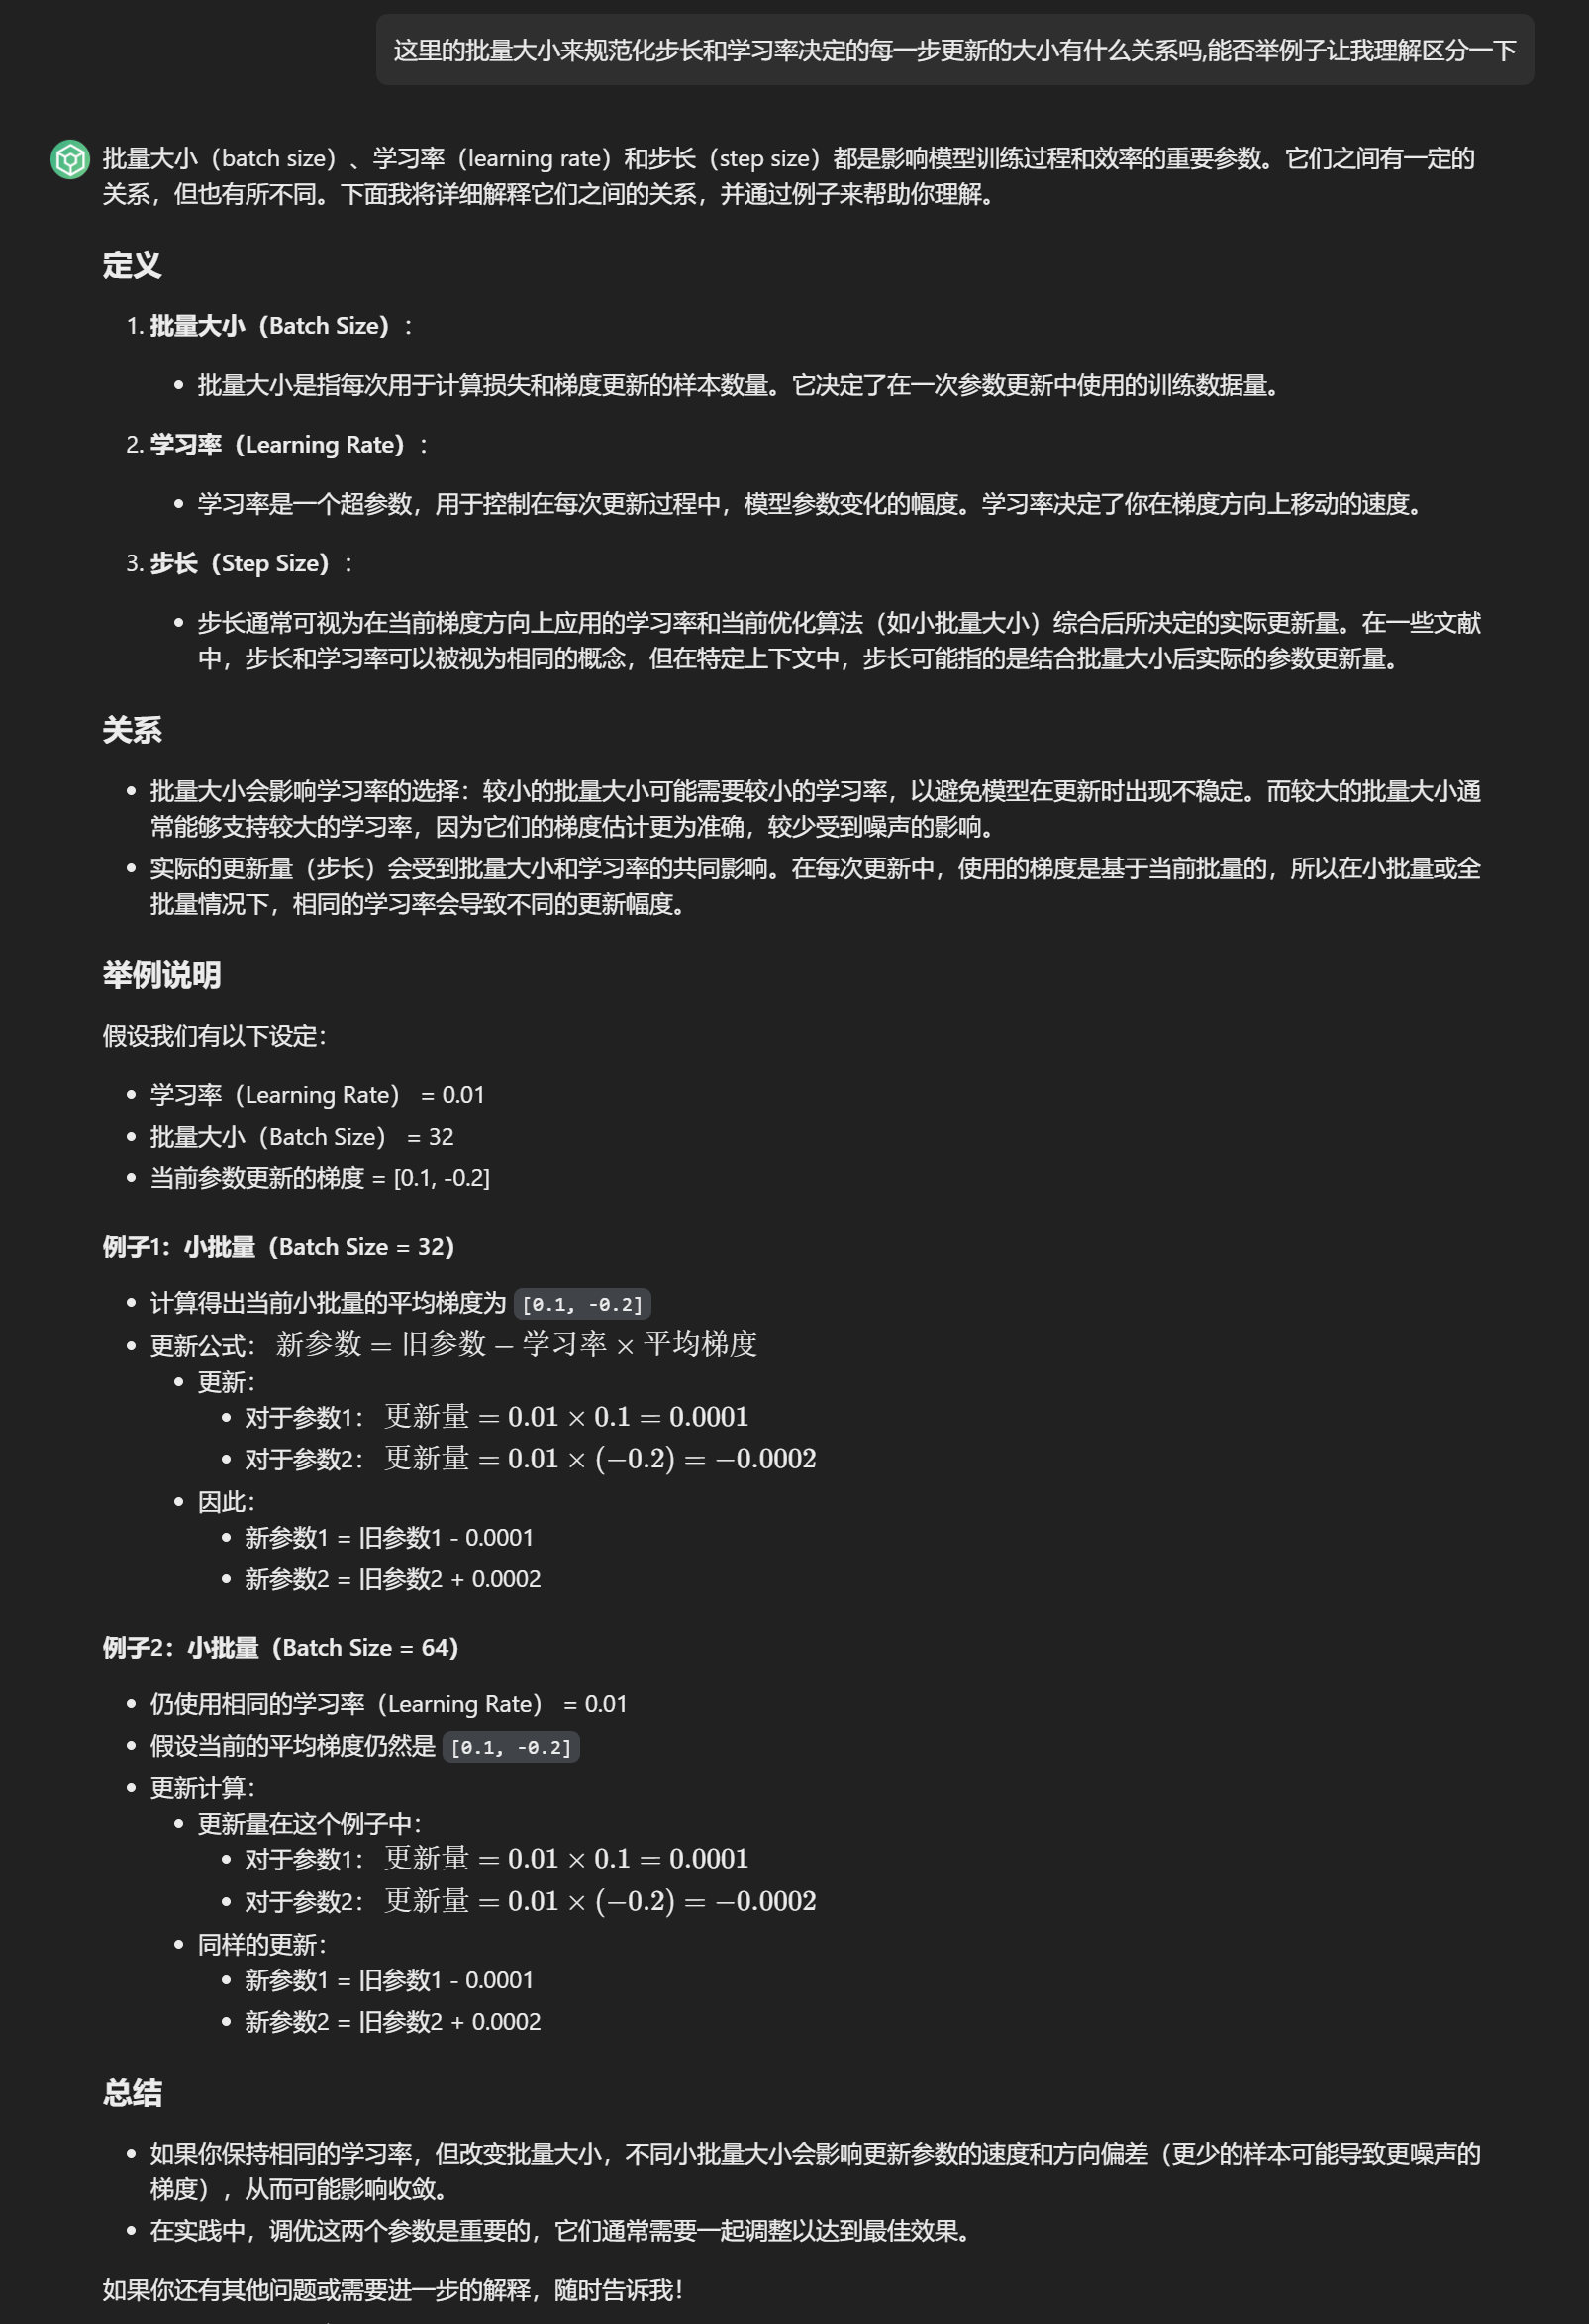 这里的批量大小来规范化步长和学习率决定的每一步更新的大小有什么关系吗,能否举例子让我理解区分一下
批量大小（batch size）、学习率（learning rate）和步长（step size）都是影响模型训练过程和效率的重要参数。它们之间有一定的
关系，但也有所不同。下面我将详细解释它们之间的关系，并通过例子来帮助你理解。
定义
1. 批量大小（Batch Size）：
• 批量大小是指每次用于计算损失和梯度更新的样本数量。它决定了在一次参数更新中使用的训练数据量。
2. 学习率（Learning Rate）：
• 学习率是一个超参数，用于控制在每次更新过程中，模型参数变化的幅度。学习率决定了你在梯度方向上移动的速度。
3. 步长（Step Size）：
• 步长通常可视为在当前梯度方向上应用的学习率和当前优化算法（如小批量大小）综合后所决定的实际更新量。在一些文献
中，步长和学习率可以被视为相同的概念，但在特定上下文中，步长可能指的是结合批量大小后实际的参数更新量。
关系
• 批量大小会影响学习率的选择：较小的批量大小可能需要较小的学习率，以避免模型在更新时出现不稳定。而较大的批量大小通
常能够支持较大的学习率，因为它们的梯度估计更为准确，较少受到噪声的影响。
• 实际的更新量（步长）会受到批量大小和学习率的共同影响。在每次更新中，使用的梯度是基于当前批量的，所以在小批量或全
批量情况下，相同的学习率会导致不同的更新幅度。
举例说明
假设我们有以下设定：
• 学习率（Learning Rate） = 0.01
• 批量大小（Batch Size） = 32
• 当前参数更新的梯度 = [0.1, -0.2]
例子1：小批量（Batch Size = 32）
• 计算得出当前小批量的平均梯度为 [0.1, -0.2]
• 更新公式： 新参数 = 旧参数 − 学习率 × 平均梯度
• 更新：
• 对于参数1： 更新量 = 0.01 × 0.1 = 0.0001
• 对于参数2： 更新量 = 0.01 × (−0.2) = −0.0002
• 因此：
• 新参数1 = 旧参数1 - 0.0001
• 新参数2 = 旧参数2 + 0.0002
例子2：小批量（Batch Size = 64）
• 仍使用相同的学习率（Learning Rate） = 0.01
• 假设当前的平均梯度仍然是 [0.1, -0.2]
• 更新计算：
• 更新量在这个例子中：
• 对于参数1： 更新量 = 0.01 × 0.1 = 0.0001
• 对于参数2： 更新量 = 0.01 × (−0.2) = −0.0002
• 同样的更新：
• 新参数1 = 旧参数1 - 0.0001
• 新参数2 = 旧参数2 + 0.0002
总结
• 如果你保持相同的学习率，但改变批量大小，不同小批量大小会影响更新参数的速度和方向偏差（更少的样本可能导致更噪声的
梯度），从而可能影响收敛。
• 在实践中，调优这两个参数是重要的，它们通常需要一起调整以达到最佳效果。
如果你还有其他问题或需要进一步的解释，随时告诉我！